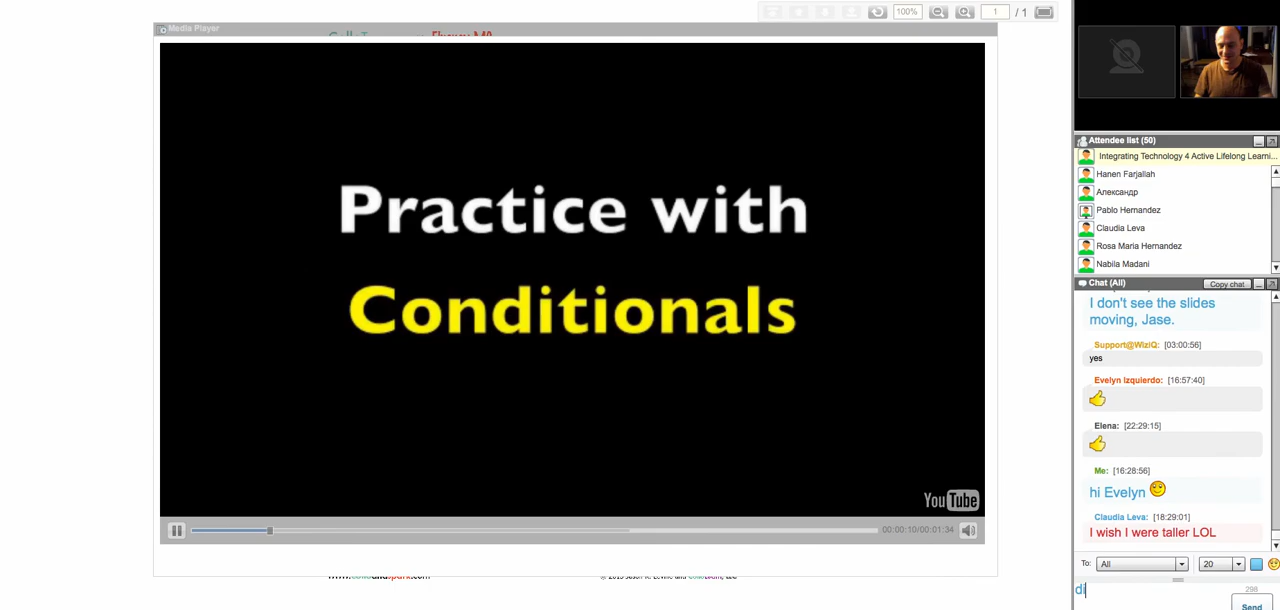 100%
1 / 1
Media Player
Practice with
Conditionals
YouTube
00:00:10/00:01:34
Attendee list (50)
Integrating Technology 4 Active Lifelong Learni...
Hanen Farjallah
Александр
Pablo Hernandez
Claudia Leva
Rosa Maria Hernandez
Nabila Madani
Chat (All)
Copy chat
I don't see the slides
moving, Jase.
Support@WiziQ: [03:00:56]
yes
Evelyn Izquierdo: [16:57:40]
Elena: [22:29:15]
Me: [16:28:56]
hi Evelyn
Claudia Leva: [18:29:01]
I wish I were taller LOL
To: All 20
di
298
Send